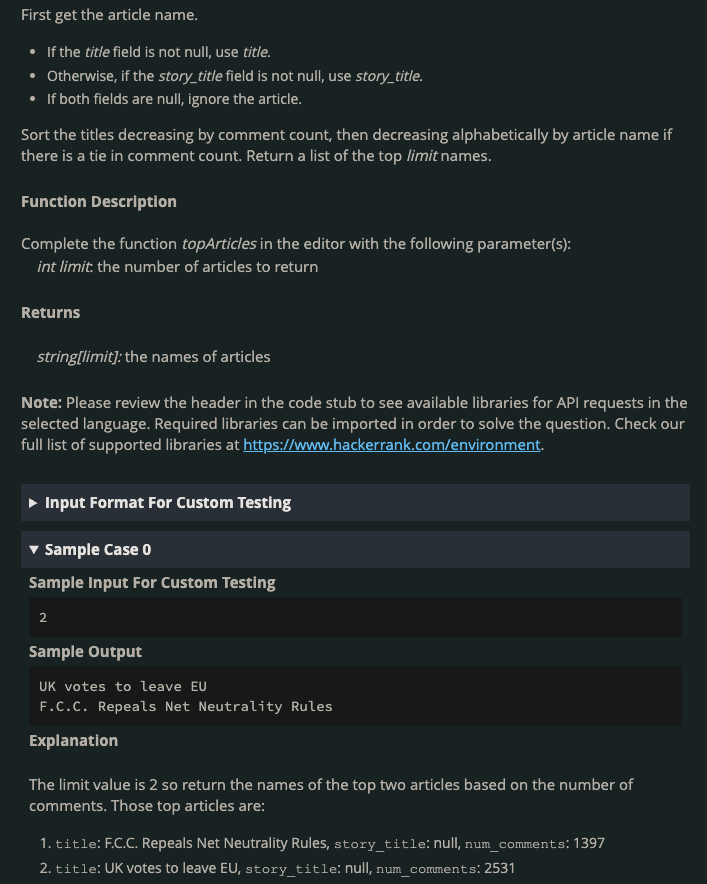 First get the article name.
• If the title field is not null, use title.
• Otherwise, if the story_title field is not null, use story_title.
• If both fields are null, ignore the article.
Sort the titles decreasing by comment count, then decreasing alphabetically by article name if
there is a tie in comment count. Return a list of the top limit names.
Function Description
Complete the function topArticles in the editor with the following parameter(s):
int limit: the number of articles to return
Returns
string[limit]: the names of articles
Note: Please review the header in the code stub to see available libraries for API requests in the
selected language. Required libraries can be imported in order to solve the question. Check our
full list of supported libraries at https://www.hackerrank.com/environment.
▶ Input Format For Custom Testing
▼ Sample Case 0
Sample Input For Custom Testing
2
Sample Output
UK votes to leave EU
F.C.C. Repeals Net Neutrality Rules
Explanation
The limit value is 2 so return the names of the top two articles based on the number of
comments. Those top articles are:
1. title: F.C.C. Repeals Net Neutrality Rules, story_title: null, num_comments: 1397
2. title: UK votes to leave EU, story_title: null, num_comments: 2531